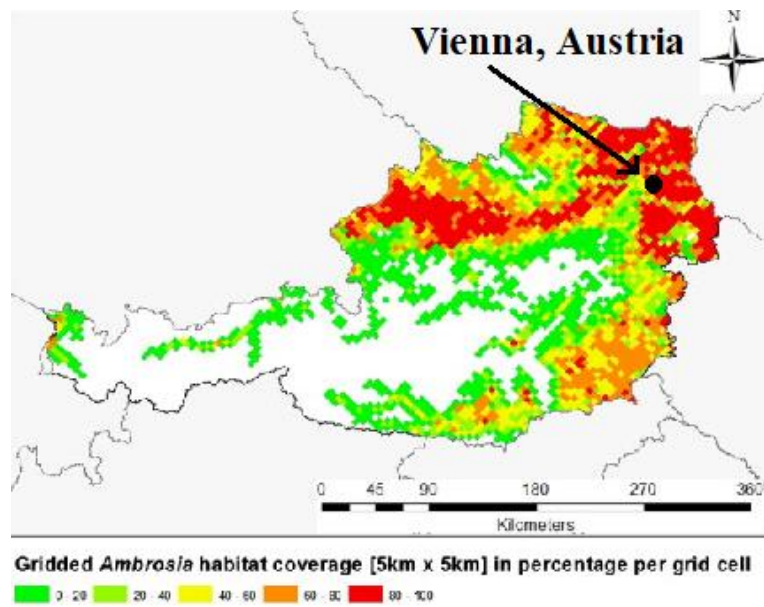 N
Vienna, Austria
0 45 90 180 270 360
Kilometers
Gridded Ambrosia habitat coverage [5km x 5km] in percentage per grid cell
0 - 20 20 - 40 40 - 60 60 - 80 80 - 100